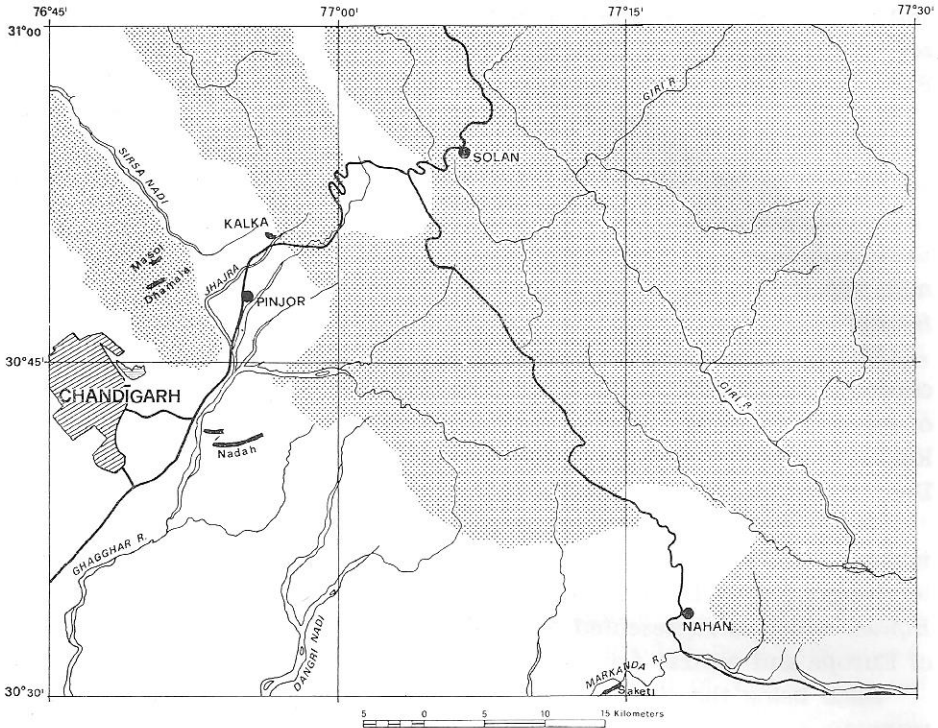 76°45' 77°00' 77°15' 77°30'
31°00
GIRI R.
SIRSA NADI
SOLAN
KALKA
Masol
Dhamala
JHAJRA
PINJOR
30°45'
CHANDIGARH
GIRI R.
Nadah
GHAGGHAR R.
DANGRI NADI
NAHAN
MARKANDA R.
Saketi
30°30'
5 0 5 10 15 Kilometers